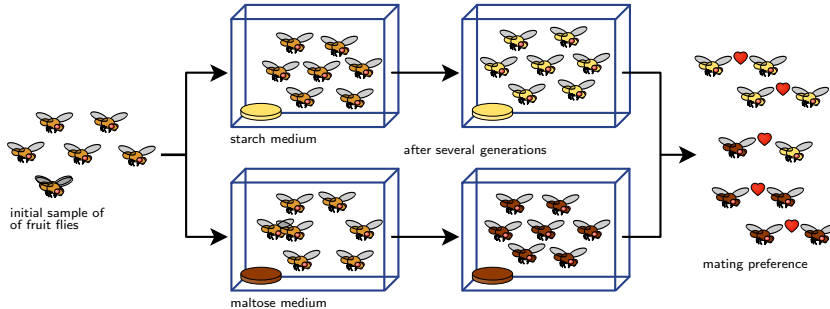 starch medium
after several generations
initial sample of
of fruit flies
maltose medium
mating preference